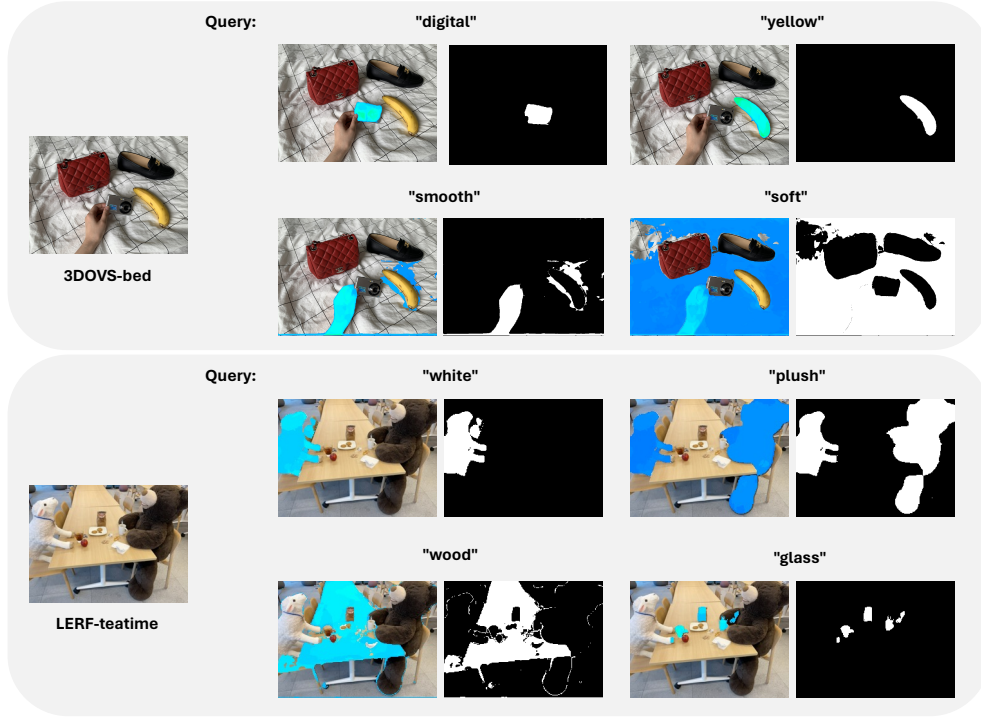 Query: "digital" "yellow"
"smooth" "soft"
3DOVS-bed
Query: "white" "plush"
"wood" "glass"
LERF-teatime